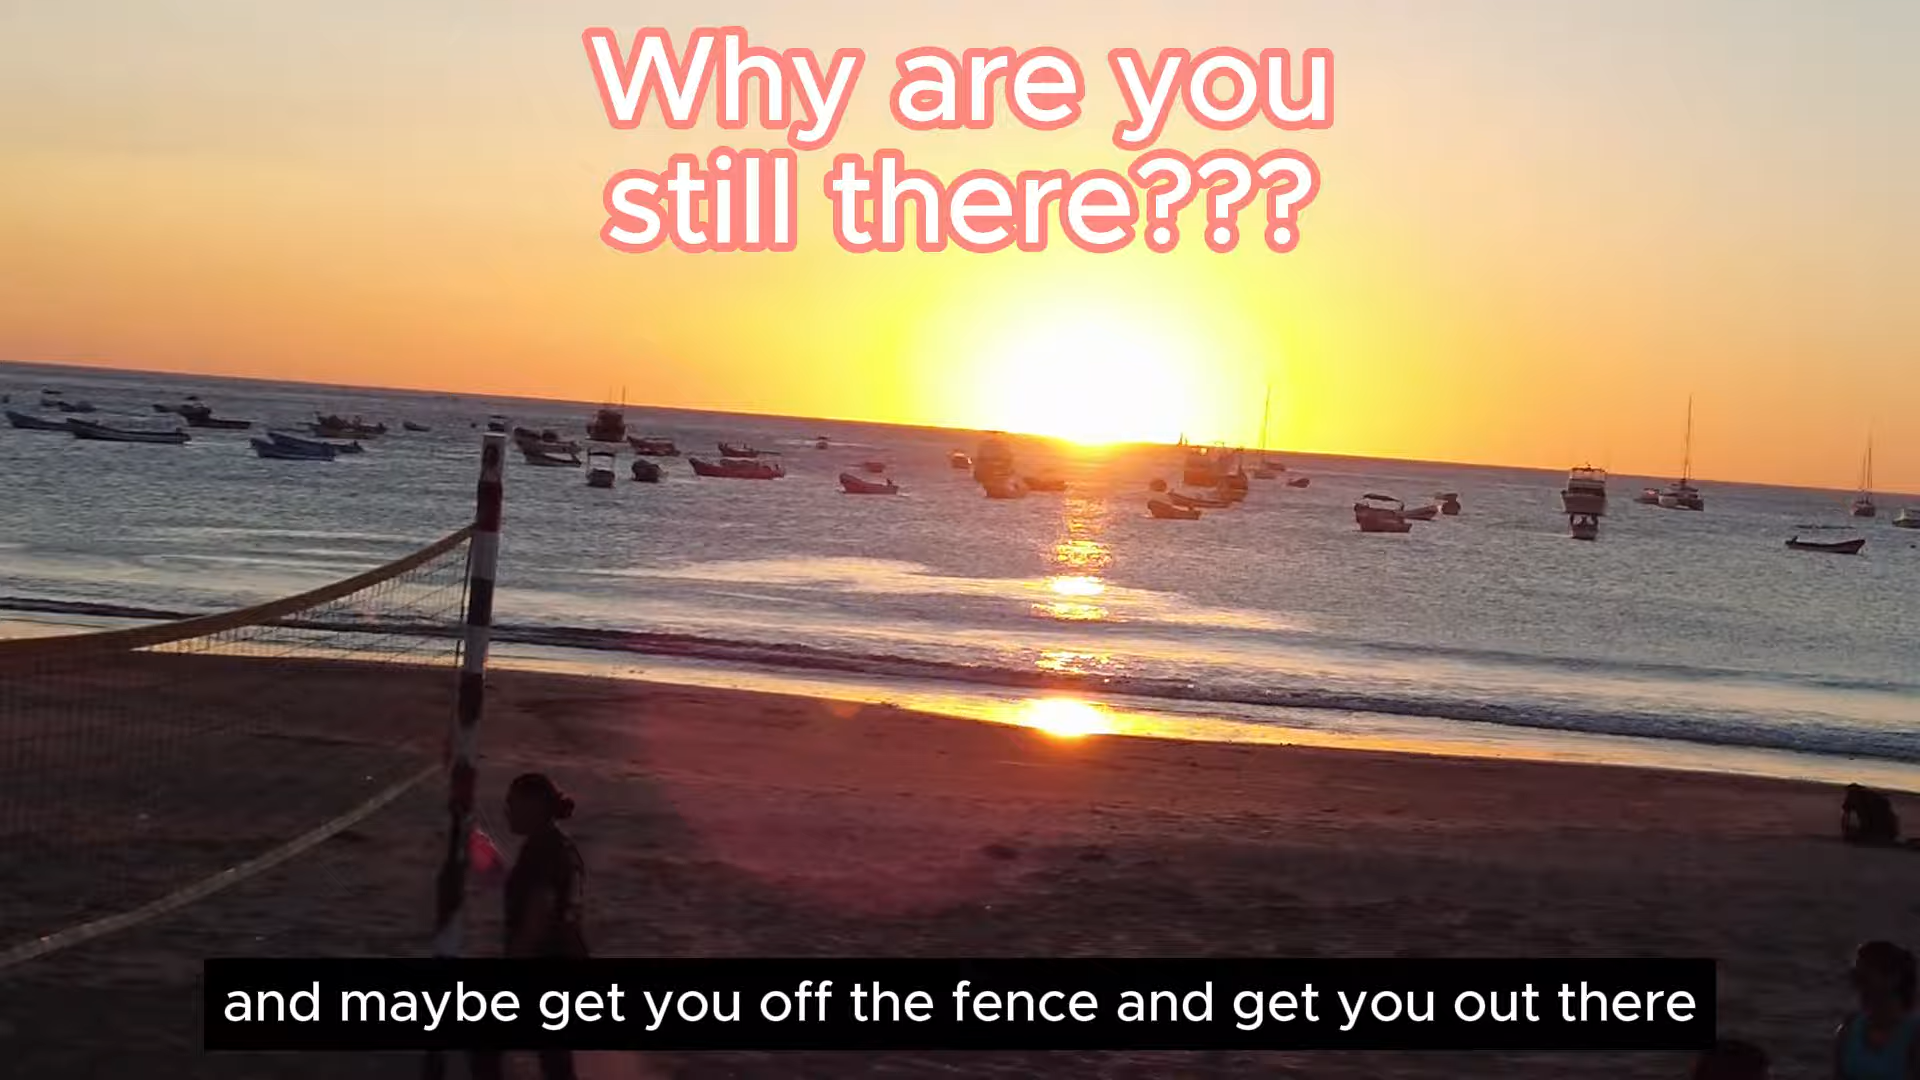 Why are you
still there???
and maybe get you off the fence and get you out there